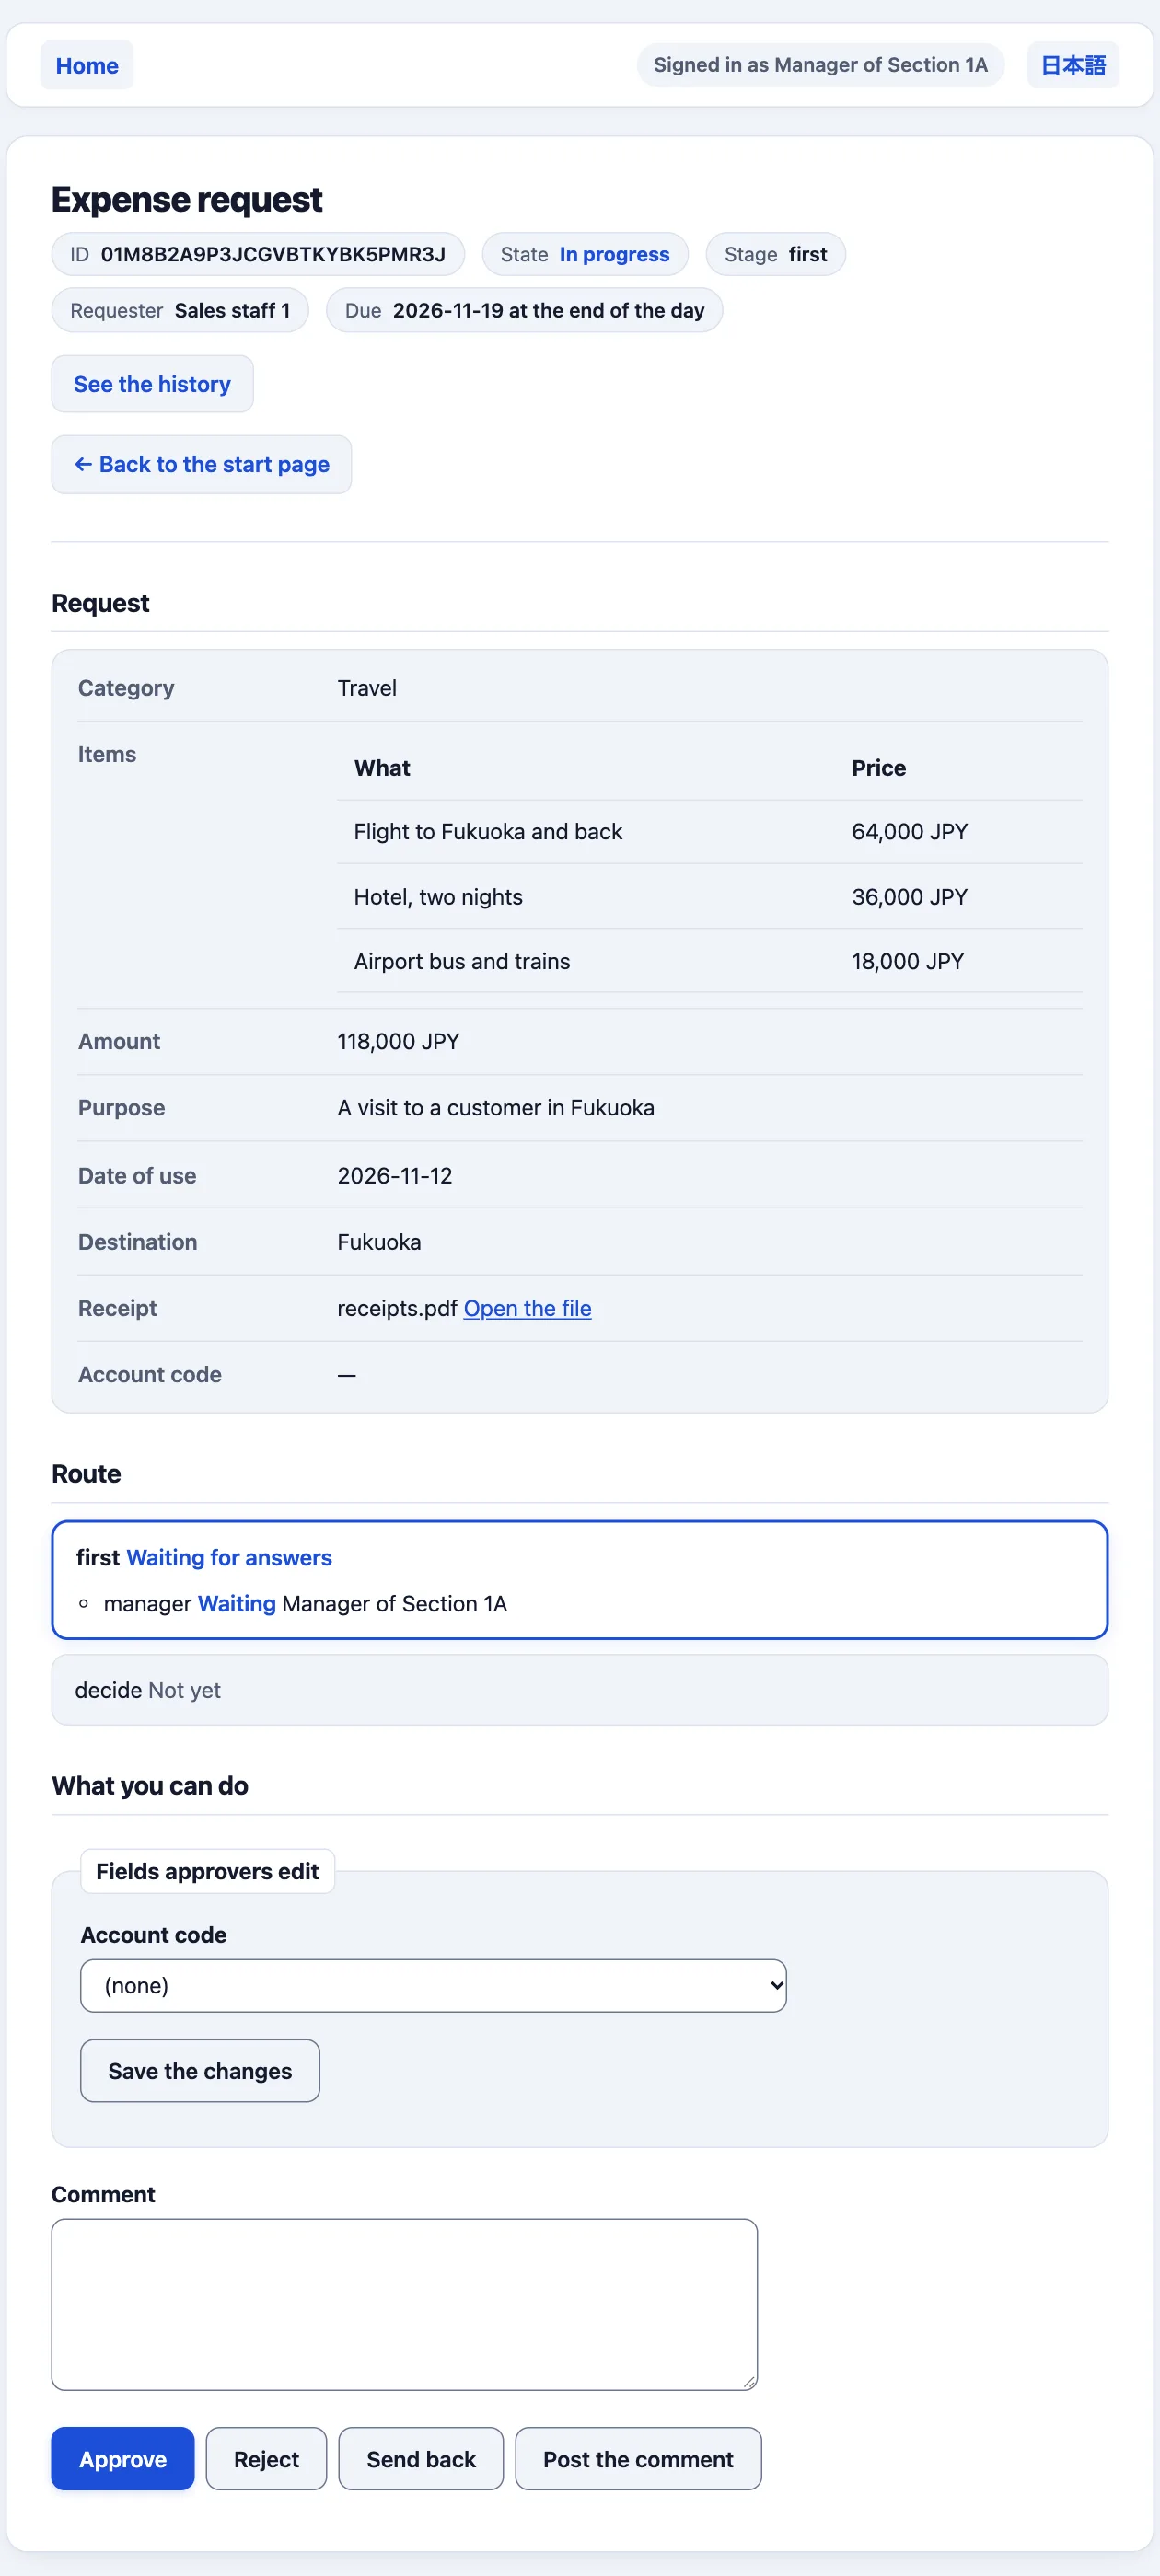 Home
Signed in as Manager of Section 1A
日本語
Expense request
ID 01M8B2A9P3JCGVBTKYBK5PMR3J
State In progress
Stage first
Requester Sales staff 1
Due 2026-11-19 at the end of the day
See the history
← Back to the start page
Request
Category Travel
Items
What Price
Flight to Fukuoka and back 64,000 JPY
Hotel, two nights 36,000 JPY
Airport bus and trains 18,000 JPY
Amount 118,000 JPY
Purpose A visit to a customer in Fukuoka
Date of use 2026-11-12
Destination Fukuoka
Receipt receipts.pdf Open the file
Account code —
Route
first Waiting for answers
manager Waiting Manager of Section 1A
decide Not yet
What you can do
Fields approvers edit
Account code
(none)
Save the changes
Comment
Approve
Reject
Send back
Post the comment